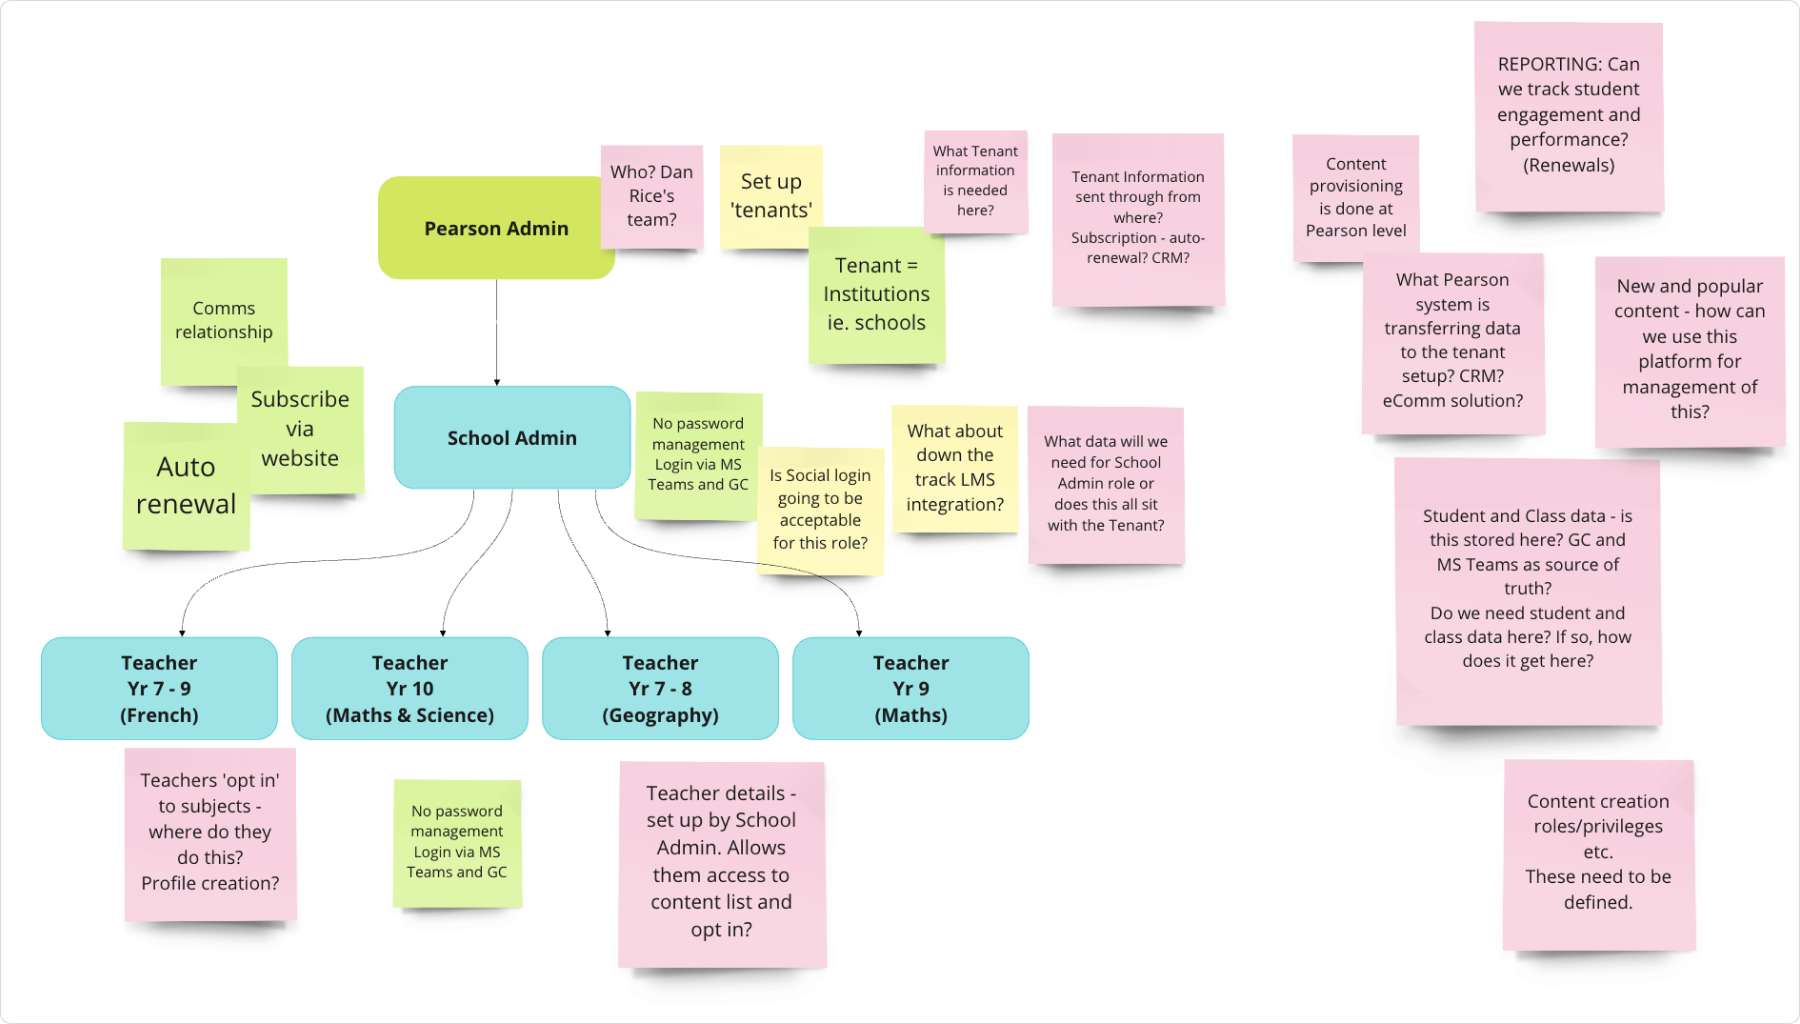 REPORTING: Can
we track student
engagement and
performance?
(Renewals)
Pearson Admin
Who? Dan
Rice's
team?
Set up
'tenants'
Tenant =
Institutions
ie. schools
What Tenant
information
is needed
here?
Tenant Information
sent through from
where?
Subscription - auto-
renewal? CRM?
Content
provisioning
is done at
Pearson level
What Pearson
system is
transferring data
to the tenant
setup? CRM?
eComm solution?
New and popular
content - how can
we use this
platform for
management of
this?
Comms
relationship
Subscribe
via
website
Auto
renewal
School Admin
No password
management
Login via MS
Teams and GC
Is Social login
going to be
acceptable
for this role?
What about
down the
track LMS
integration?
What data will we
need for School
Admin role or
does this all sit
with the Tenant?
Student and Class data - is
this stored here? GC and
MS Teams as source of
truth?
Do we need student and
class data here? If so, how
does it get here?
Teacher
Yr 7 - 9
(French)
Teacher
Yr 10
(Maths & Science)
Teacher
Yr 7 - 8
(Geography)
Teacher
Yr 9
(Maths)
Teachers 'opt in'
to subjects -
where do they
do this?
Profile creation?
No password
management
Login via MS
Teams and GC
Teacher details -
set up by School
Admin. Allows
them access to
content list and
opt in?
Content creation
roles/privileges
etc.
These need to be
defined.